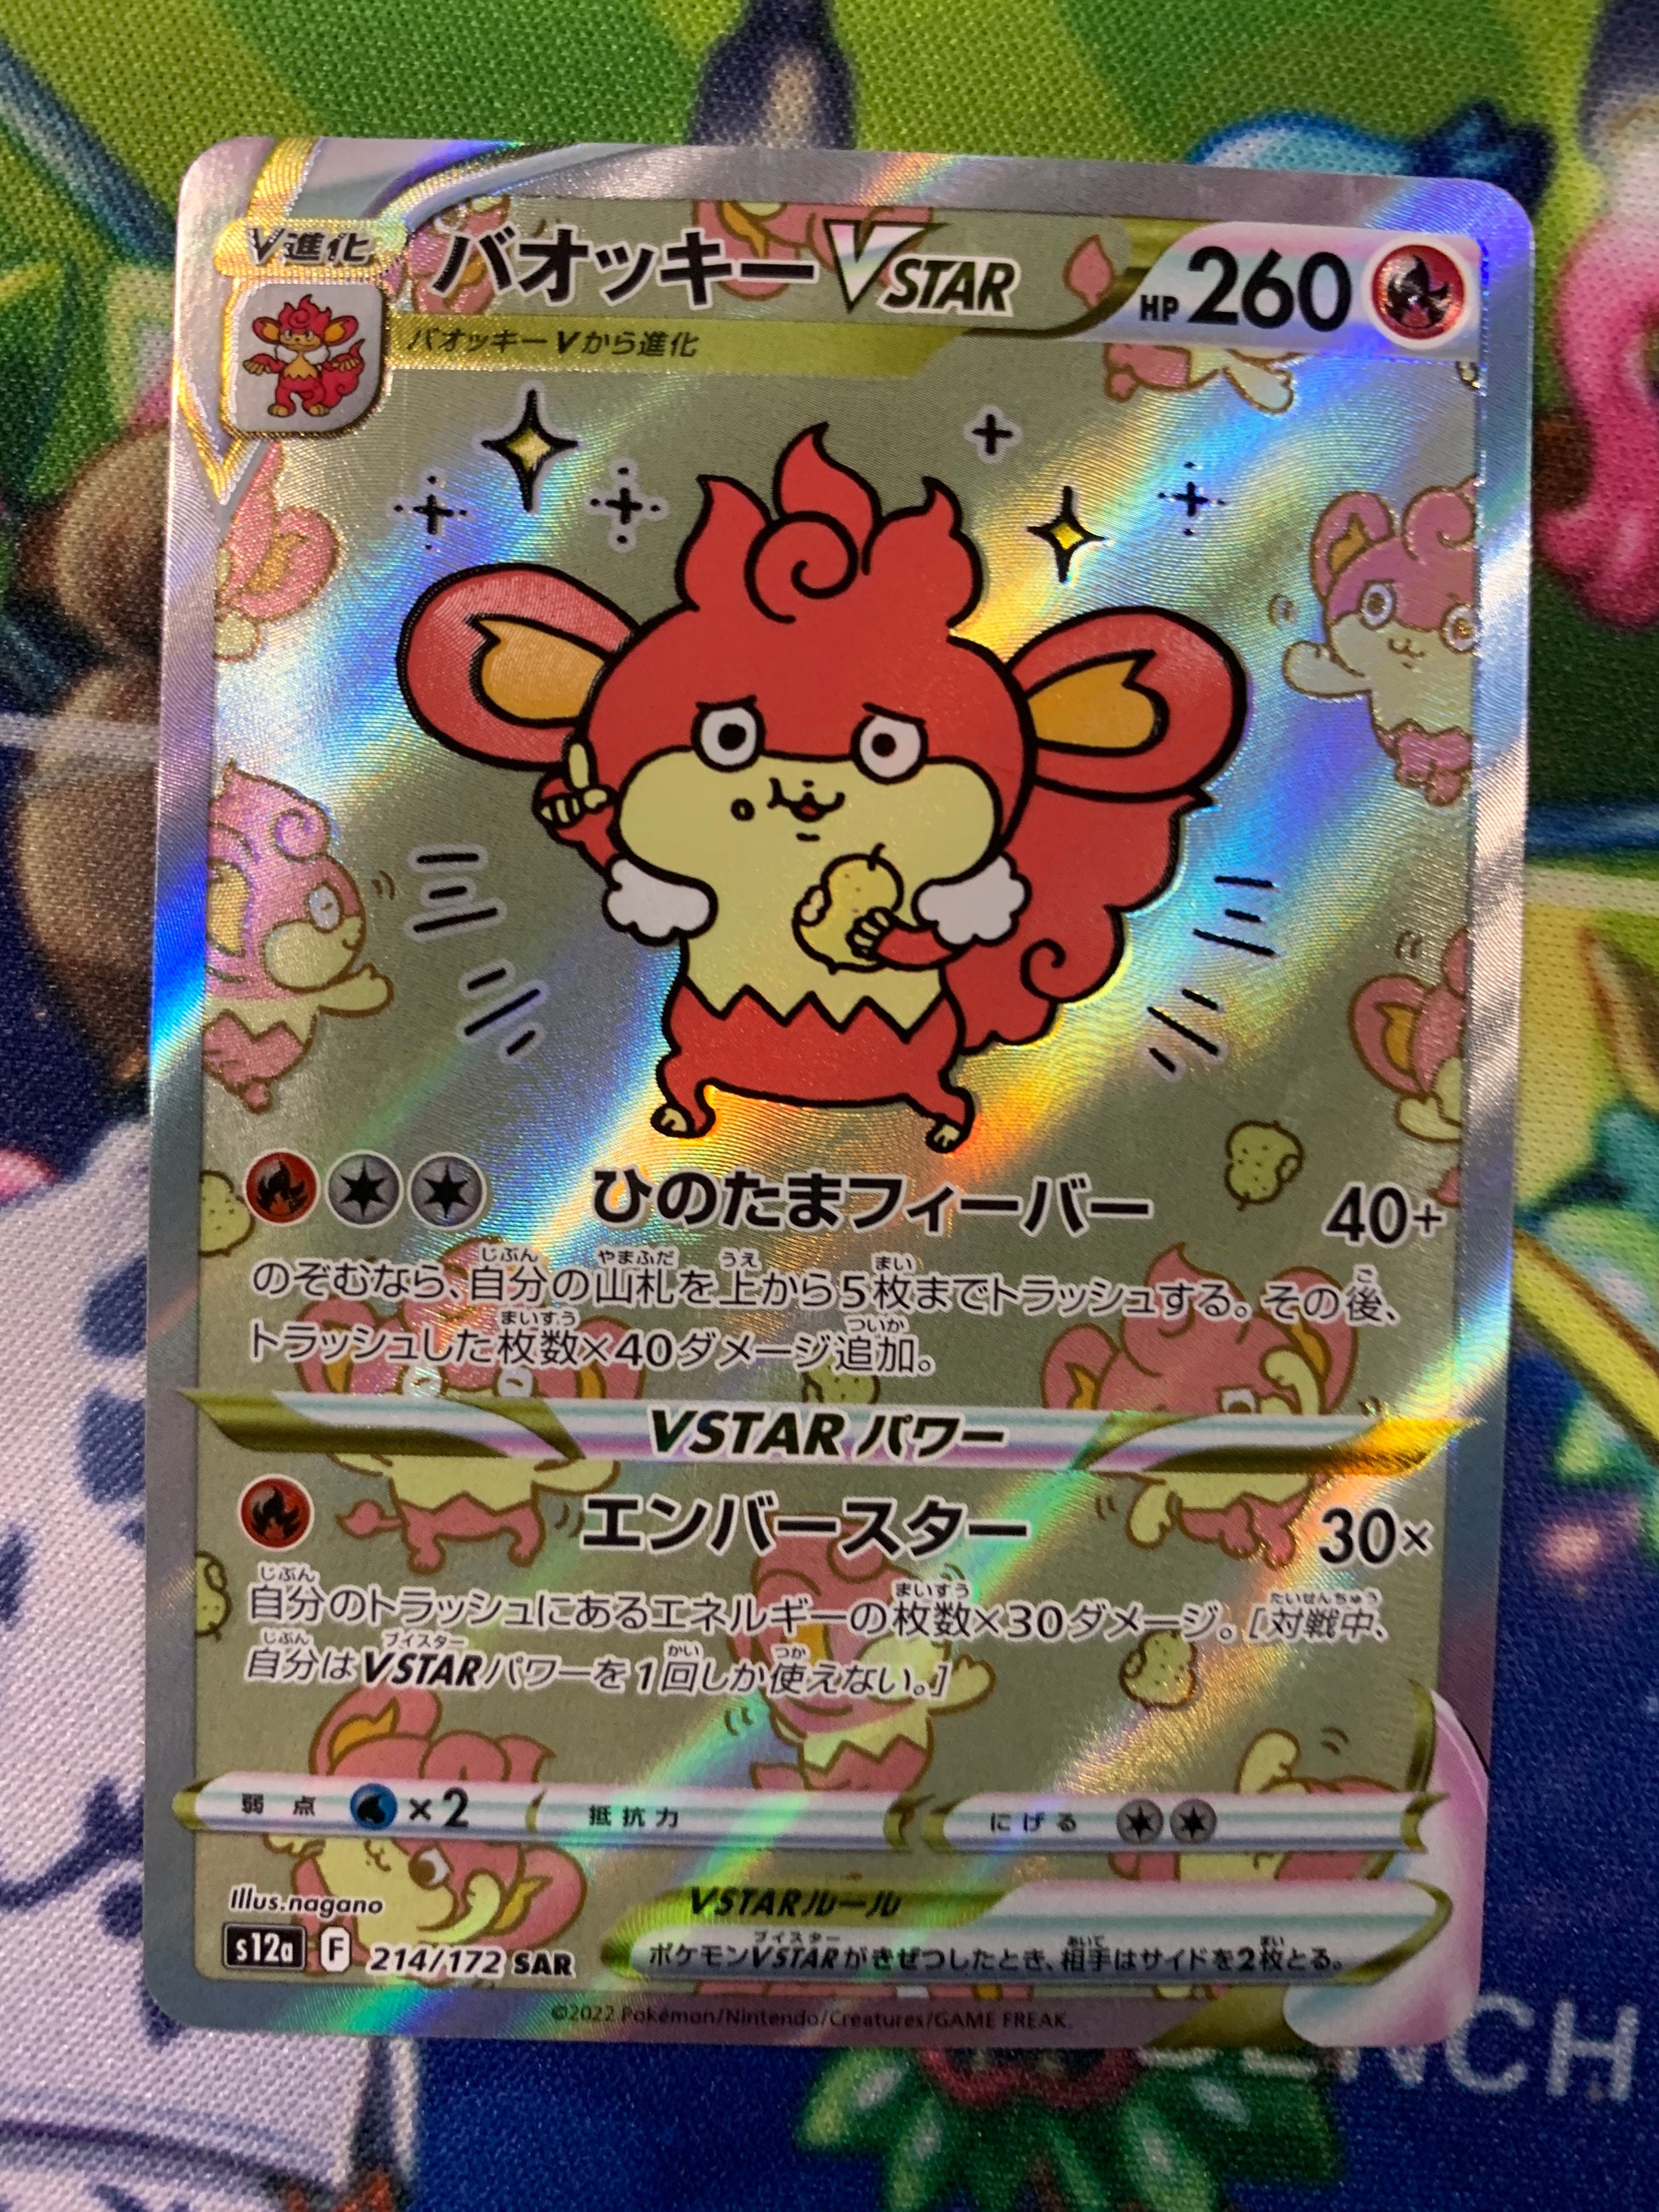 V進化
バオッキーVSTAR
HP 260
バオッキーVから進化
ひのたまフィーバー 40+
のぞむなら、自分の山札を上から5枚までトラッシュする。その後、
トラッシュした枚数×40ダメージ追加。
VSTARパワー
エンバースター 30×
自分のトラッシュにあるエネルギーの枚数×30ダメージ。[対戦中、
自分はVSTARパワーを1回しか使えない。]
弱点 ×2 抵抗力 にげる
Illus.nagano
VSTARルール
s12a F 214/172 SAR
ポケモンVSTARがきぜつしたとき、相手はサイドを2枚とる。
©2022 Pokémon/Nintendo/Creatures/GAME FREAK.